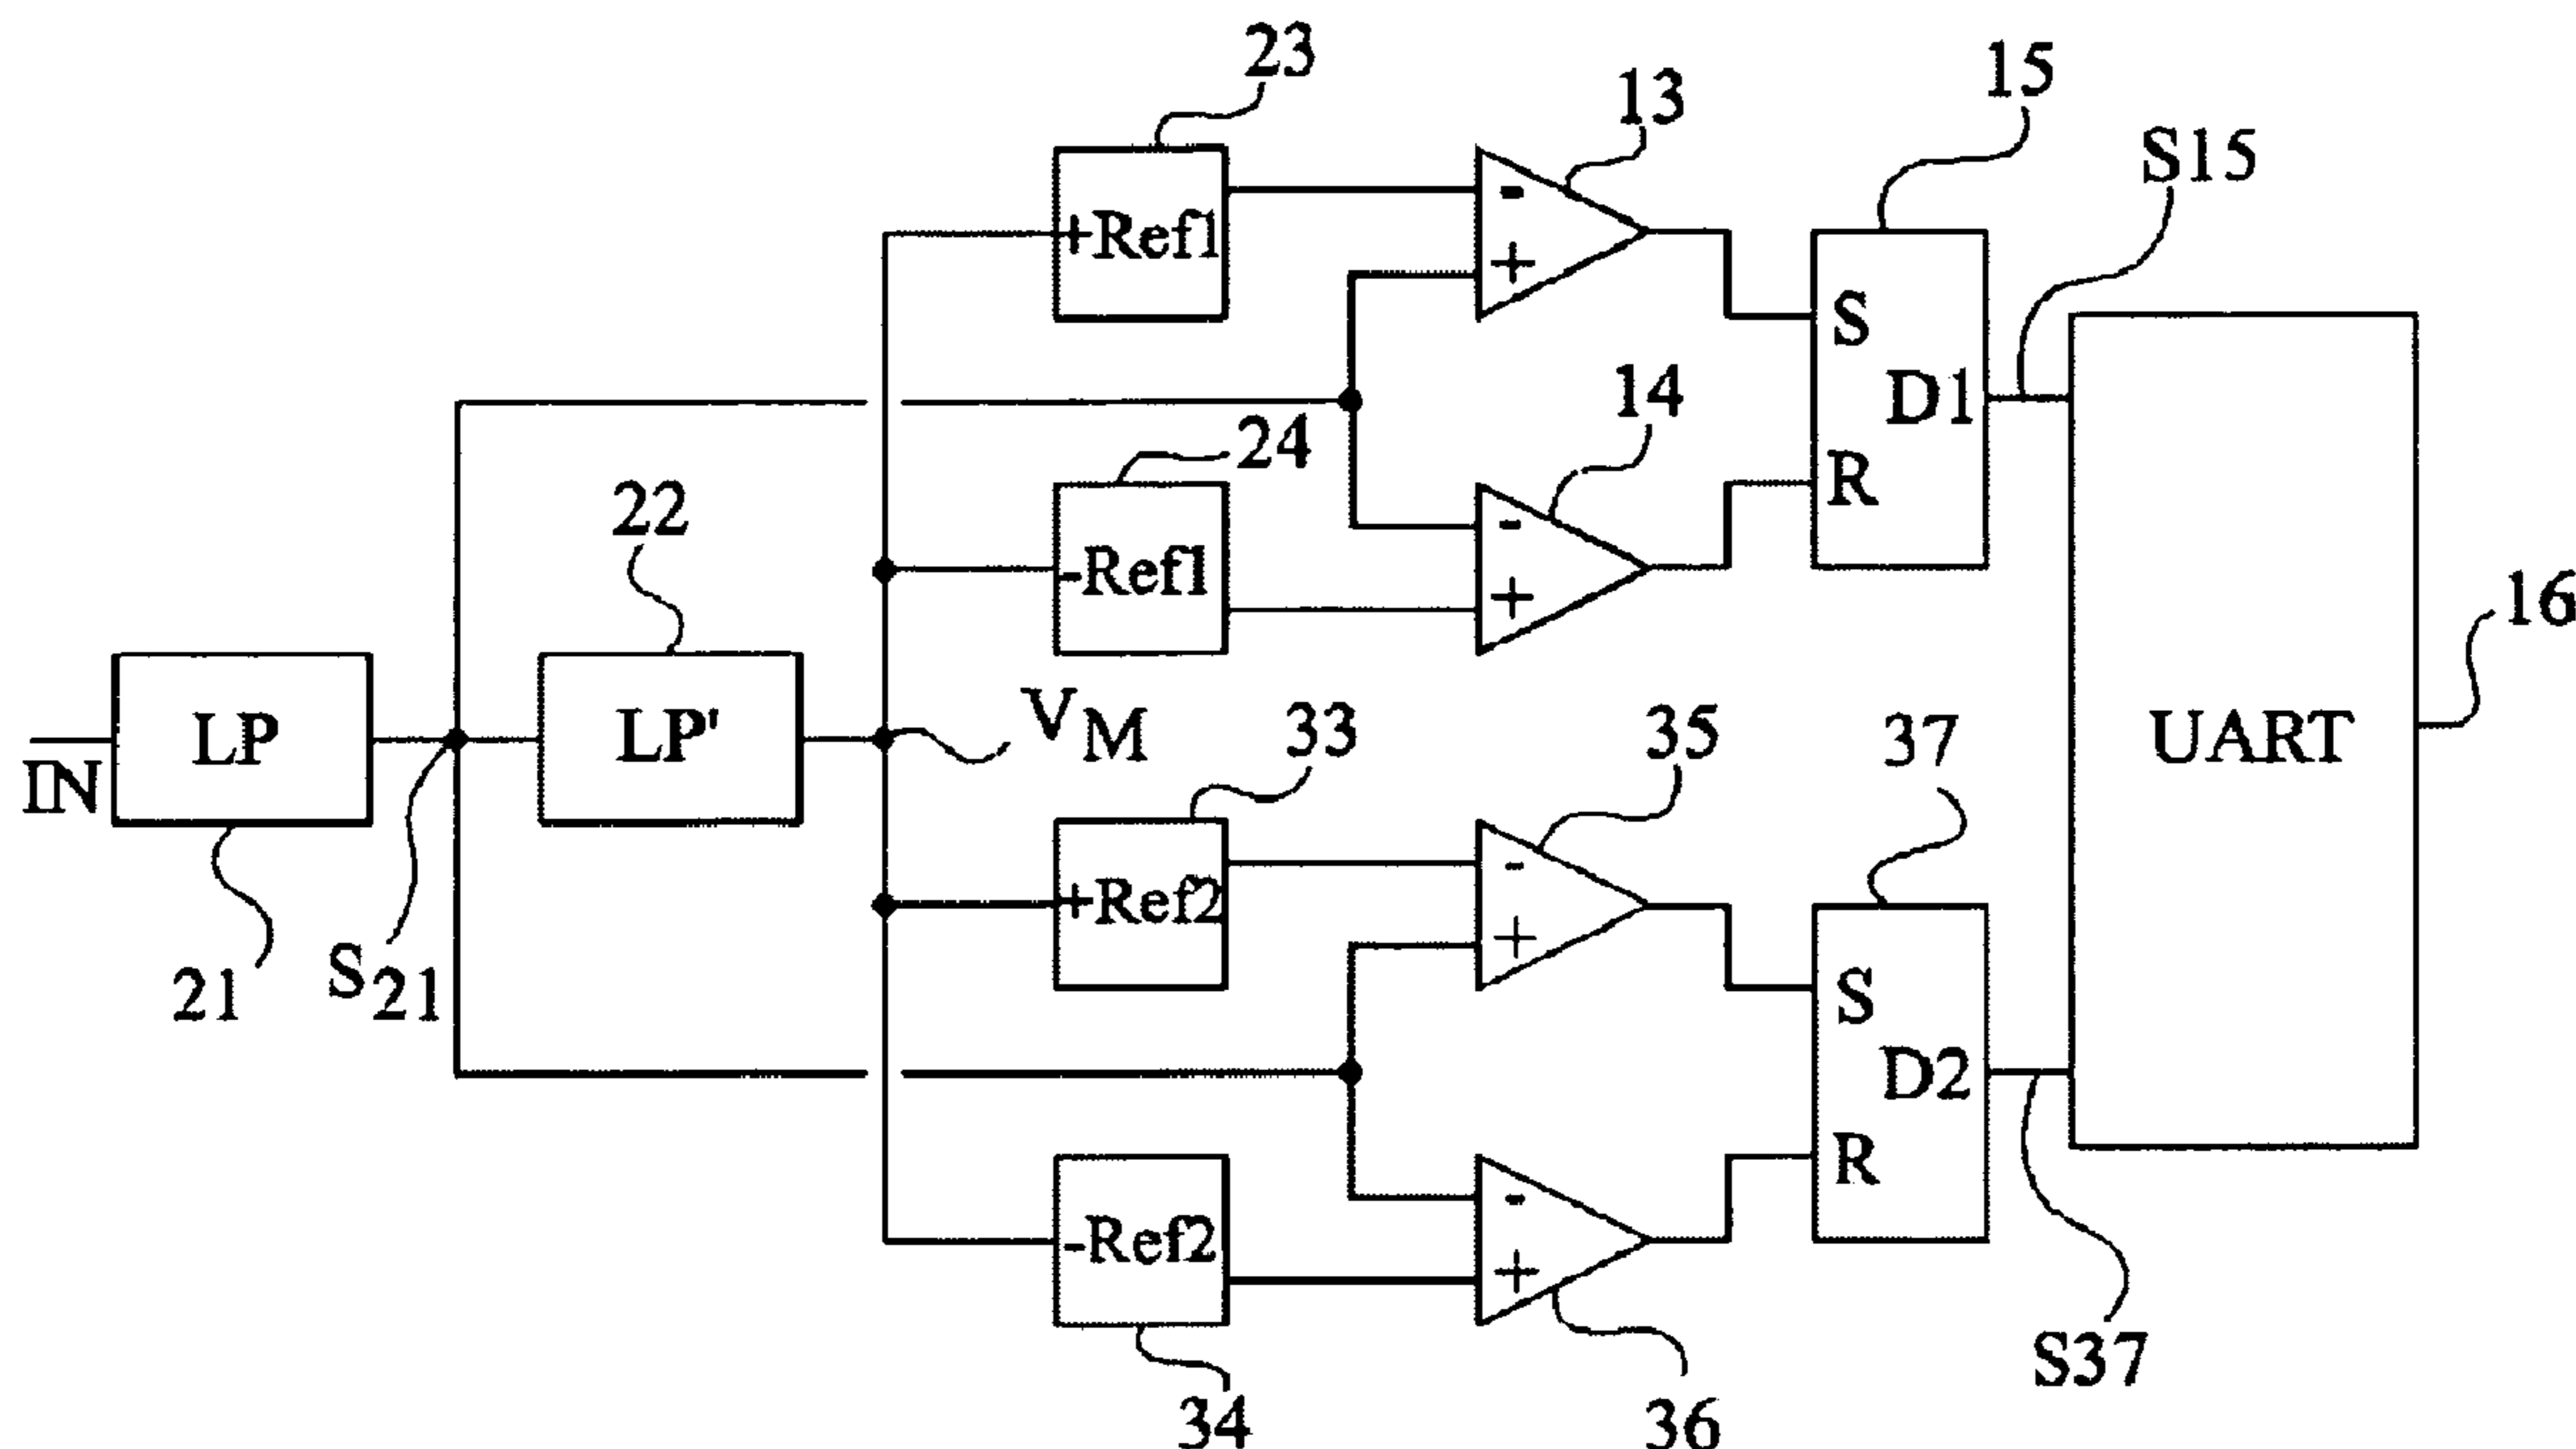 23
13
15
S15
+Ref1
-
+
S
D1
R
24
14
22
-Ref1
-
+
16
IN
LP
LP'
VM
33
35
37
UART
21
S21
+Ref2
-
+
S
D2
R
-Ref2
-
+
34
36
S37